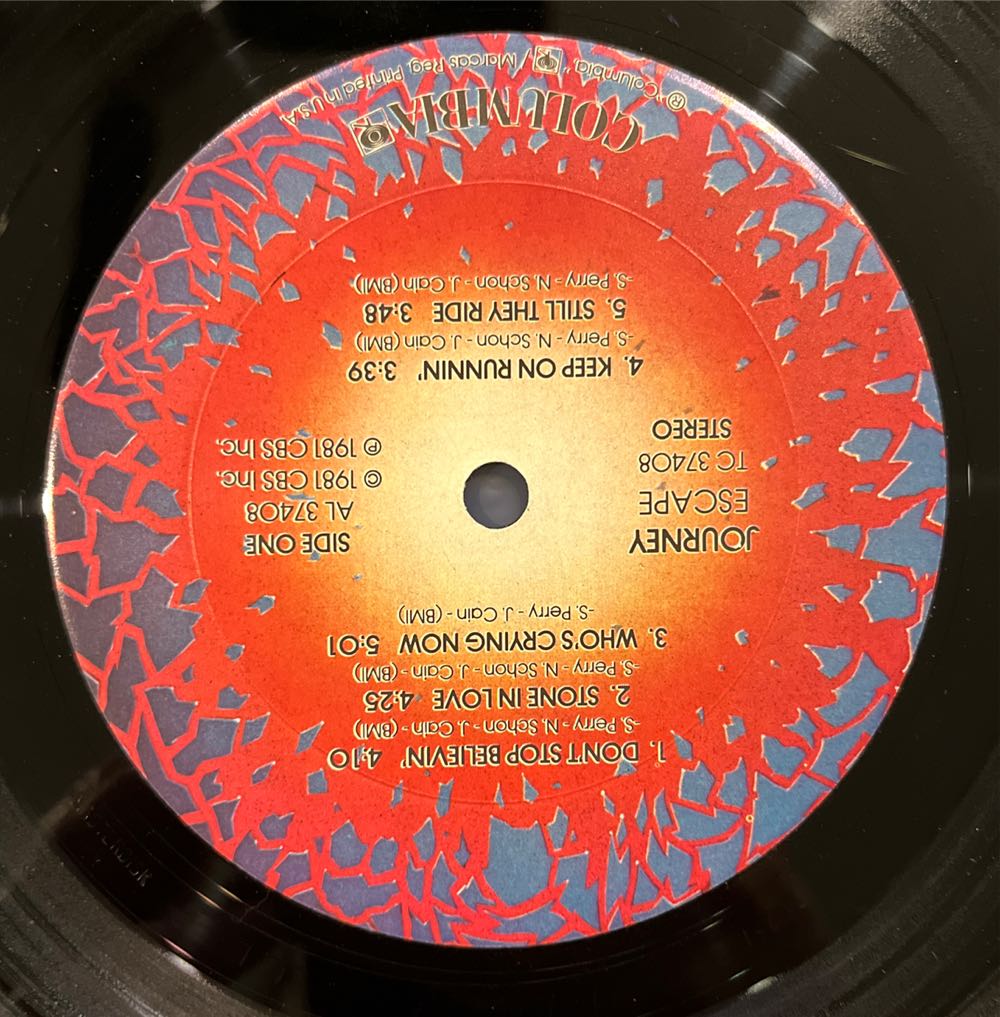 1. DON'T STOP BELIEVIN' 4:10
-S. Perry - N. Schon - J. Cain - (BMI)
2. STONE IN LOVE 4:25
-S. Perry - N. Schon - J. Cain - (BMI)
3. WHO'S CRYING NOW 5:01
-S. Perry - J. Cain - (BMI)
JOURNEY
ESCAPE
TC 37408
STEREO
SIDE ONE
AL 37408
© 1981 CBS Inc.
℗ 1981 CBS Inc.
4. KEEP ON RUNNIN' 3:39
-S. Perry - N. Schon - J. Cain (BMI)
5. STILL THEY RIDE 3:48
-S. Perry - N. Schon - J. Cain (BMI)
COLUMBIA
® "Columbia," / Marcas Reg. Printed in U.S.A.